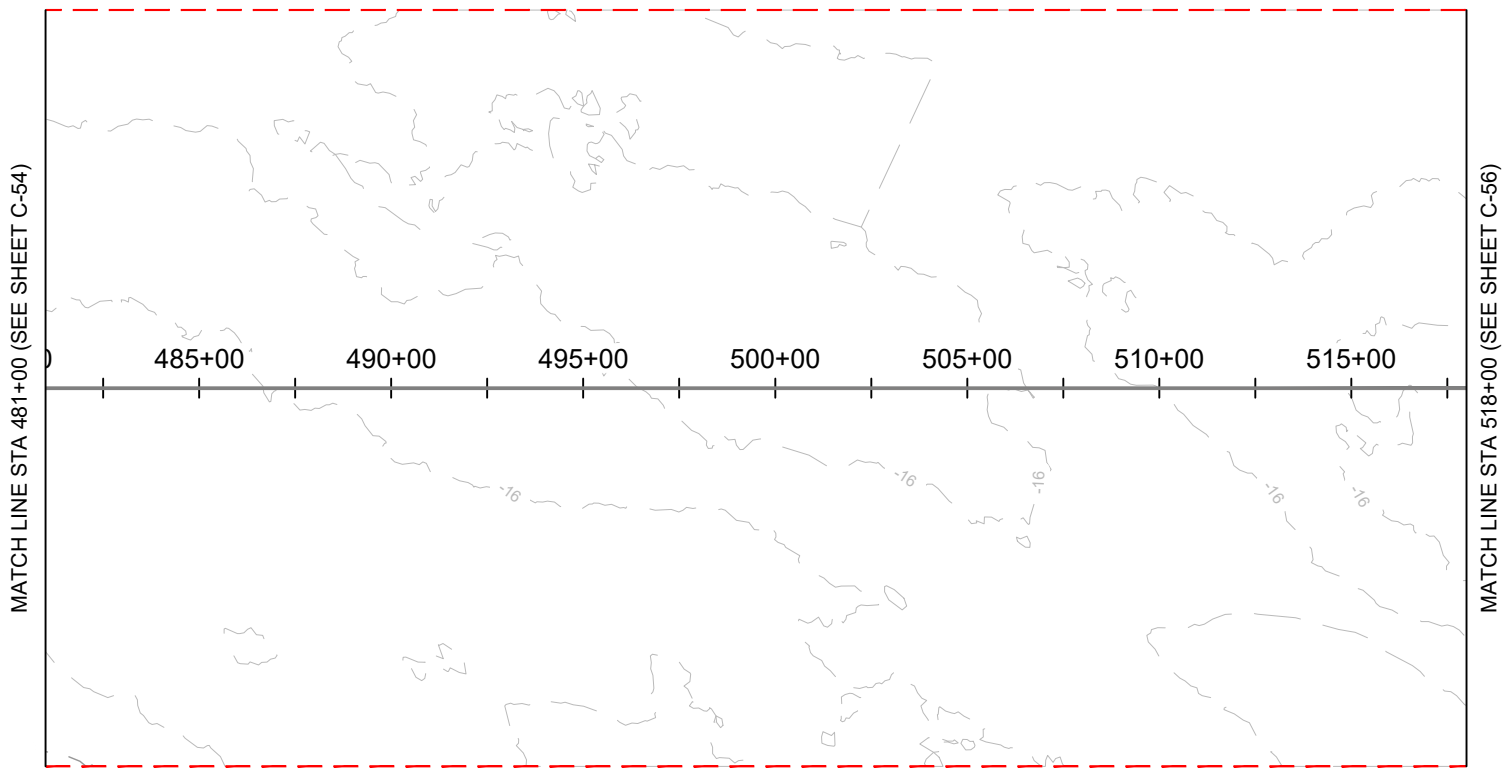 MATCH LINE STA 481+00 (SEE SHEET C-54)
0 485+00 490+00 495+00 500+00 505+00 510+00 515+00
-16 -16 -16 -16 -16
MATCH LINE STA 518+00 (SEE SHEET C-56)